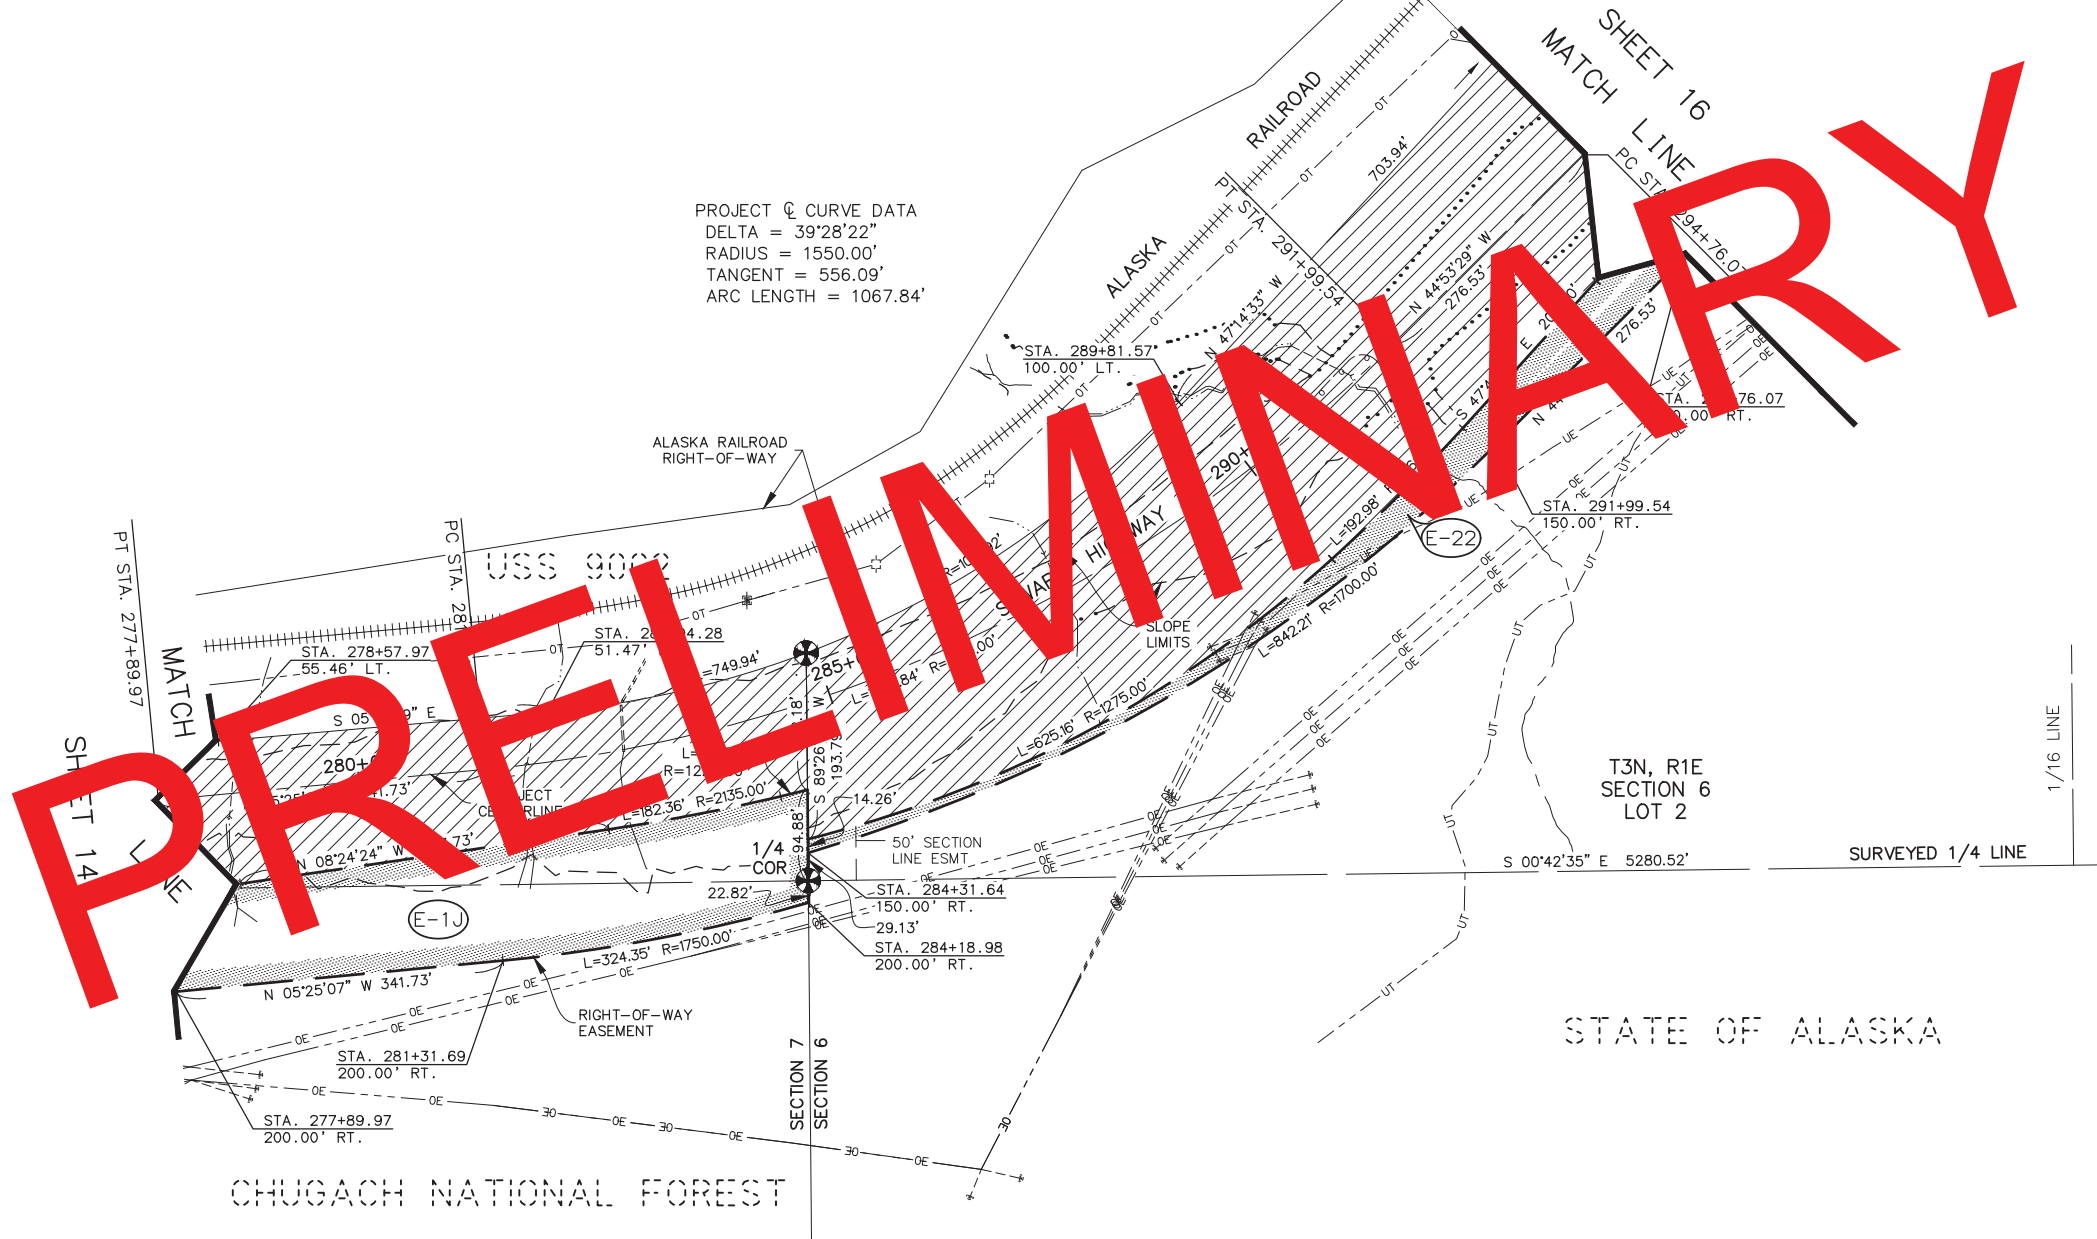 SHEET 16
MATCH LINE
PROJECT ℄ CURVE DATA
DELTA = 39°28'22"
RADIUS = 1550.00'
TANGENT = 556.09'
ARC LENGTH = 1067.84'
ALASKA RAILROAD
703.94'
PT STA. 291+99.54
N 47°14'33" W
N 44°53'29" W
276.53'
276.53'
STA. 289+81.57
100.00' LT.
ALASKA RAILROAD
RIGHT-OF-WAY
USS
PT STA. 277+89.97
PC STA.
MATCH LINE
SHEET 14
STA. 278+57.97
55.46' LT.
51.47' LT.
290+
285+
280+
SLOPE
LIMITS
STA. 291+99.54
150.00' RT.
E-22
L=192.98'
L=842.21' R=1700.00'
L=625.16' R=1275.00'
L=182.36' R=2135.00'
N 08°24'24" W
14.26'
94.88'
1/4
COR
50' SECTION
LINE ESMT
22.82'
STA. 284+31.64
150.00' RT.
29.13'
STA. 284+18.98
200.00' RT.
E-1J
L=324.35' R=1750.00'
N 05°25'07" W 341.73'
RIGHT-OF-WAY
EASEMENT
STA. 281+31.69
200.00' RT.
STA. 277+89.97
200.00' RT.
SECTION 7
SECTION 6
T3N, R1E
SECTION 6
LOT 2
1/16 LINE
S 00°42'35" E 5280.52'
SURVEYED 1/4 LINE
STATE OF ALASKA
CHUGACH NATIONAL FOREST
PRELIMINARY